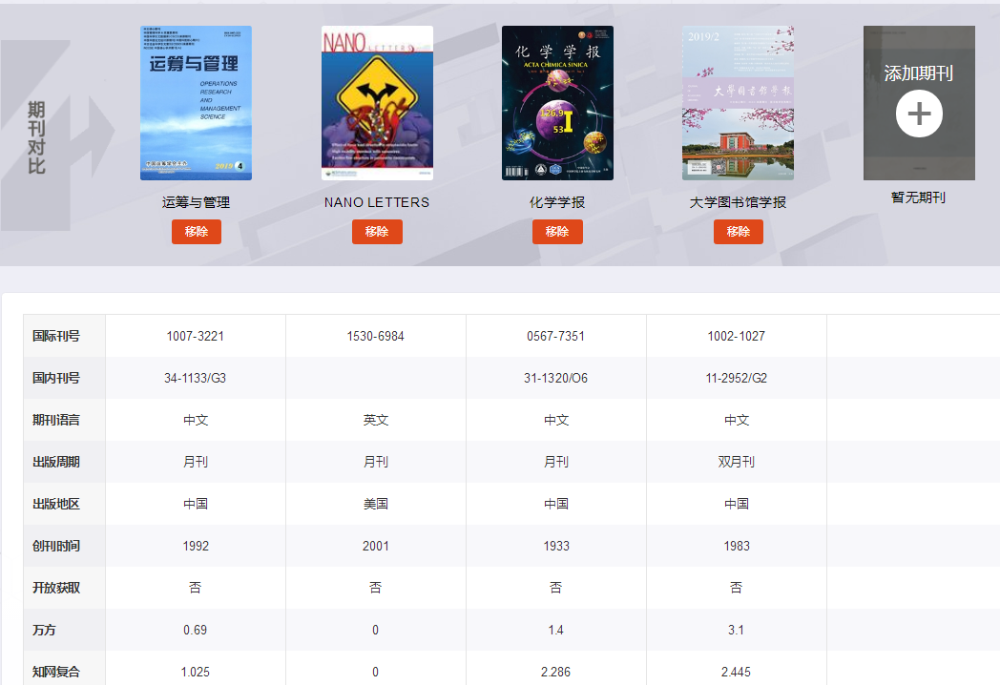 期刊对比
运筹与管理
OPERATIONS
RESEARCH
AND
MANAGEMENT
SCIENCE
2019 4
NANO LETTERS
化学学报
ACTA CHIMICA SINICA
126.9
53 I
2019/2
大学图书馆学报
添加期刊
运筹与管理 NANO LETTERS 化学学报 大学图书馆学报 暂无期刊
移除 移除 移除 移除
国际刊号 1007-3221 1530-6984 0567-7351 1002-1027
国内刊号 34-1133/G3 31-1320/O6 11-2952/G2
期刊语言 中文 英文 中文 中文
出版周期 月刊 月刊 月刊 双月刊
出版地区 中国 美国 中国 中国
创刊时间 1992 2001 1933 1983
开放获取 否 否 否 否
万方 0.69 0 1.4 3.1
知网复合 1.025 0 2.286 2.445